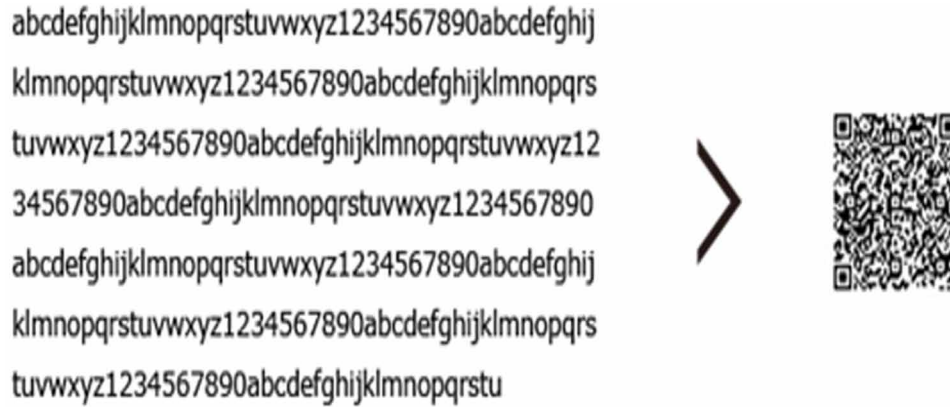 abcdefghijklmnopqrstuvwxyz1234567890abcdefghij
klmnopqrstuvwxyz1234567890abcdefghijklmnopqrs
tuvwxyz1234567890abcdefghijklmnopqrstuvwxyz12
34567890abcdefghijklmnopqrstuvwxyz1234567890
abcdefghijklmnopqrstuvwxyz1234567890abcdefghij
klmnopqrstuvwxyz1234567890abcdefghijklmnopqrs
tuvwxyz1234567890abcdefghijklmnopqrstu